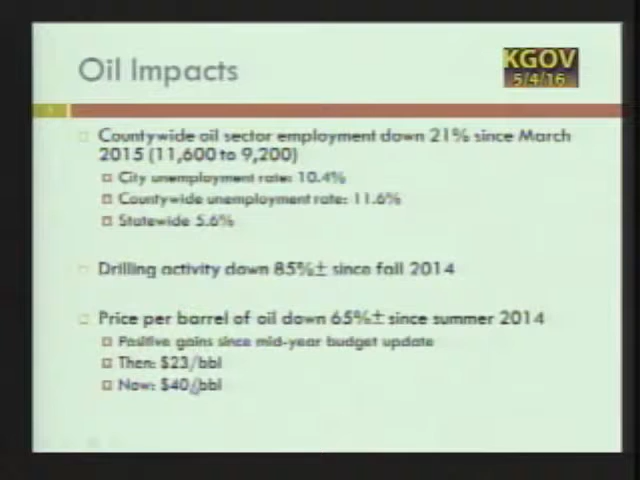 Oil Impacts
KGOV
5/4/16
Countywide oil sector employment down 21% since March
2015 (11,600 to 9,200)
City unemployment rate: 10.4%
Countywide unemployment rate: 11.6%
Statewide 5.6%
Drilling activity down 85%± since fall 2014
Price per barrel of oil down 65%± since summer 2014
Positive gains since mid-year budget update
Then: $23/bbl
Now: $40/bbl